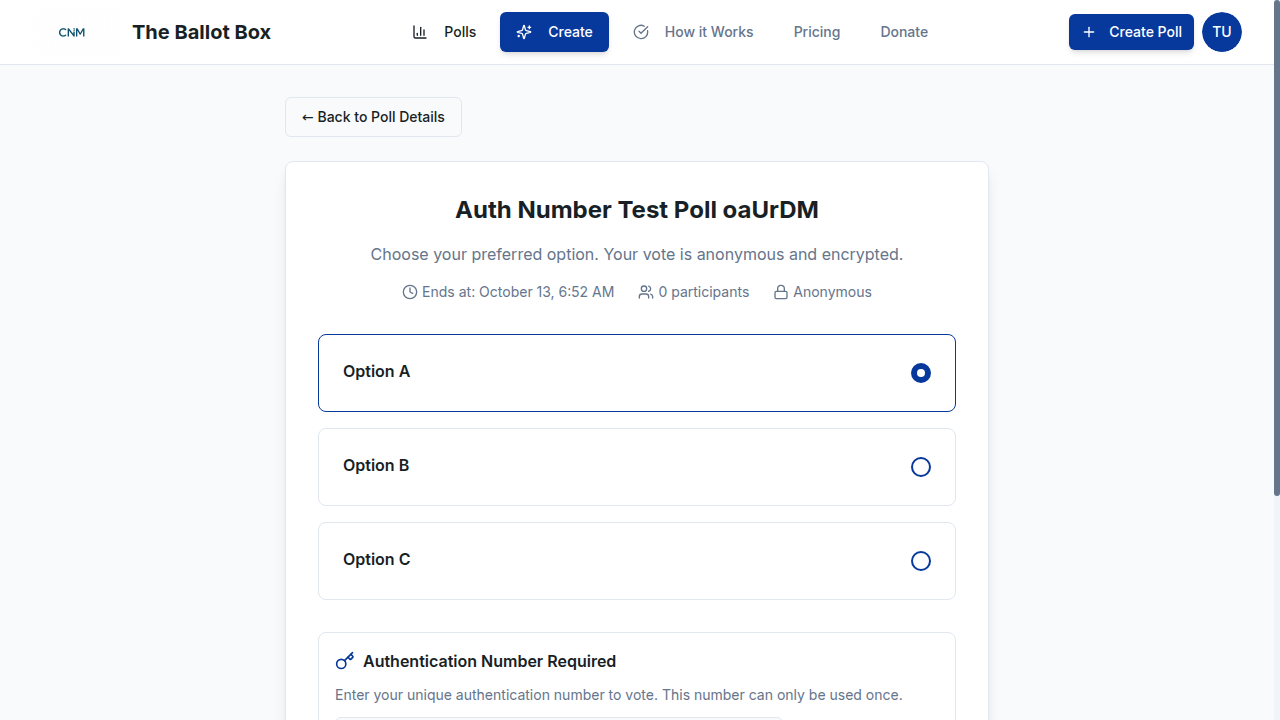 CNM
The Ballot Box
Polls
Create
How it Works
Pricing
Donate
Create Poll
TU
← Back to Poll Details
Auth Number Test Poll oaUrDM
Choose your preferred option. Your vote is anonymous and encrypted.
Ends at: October 13, 6:52 AM
0 participants
Anonymous
Option A
Option B
Option C
Authentication Number Required
Enter your unique authentication number to vote. This number can only be used once.